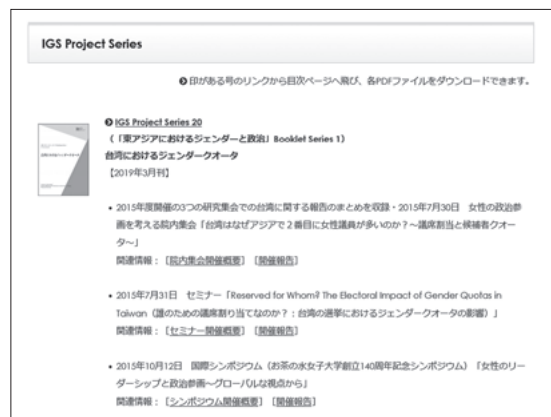 IGS Project Series
印がある号のリンクから目次ページへ飛び、各PDFファイルをダウンロードできます。
IGS Project Series 20
(「東アジアにおけるジェンダーと政治」Booklet Series 1)
台湾におけるジェンダークオータ
【2019年3月刊】
• 2015年度開催の3つの研究集会での台湾に関する報告のまとめを収録・2015年7月30日 女性の政治参
画を考える院内集会「台湾はなぜアジアで2番目に女性議員が多いのか?~議席割当と候補者クオー
タ~」
関連情報:［院内集会開催概要］［開催報告］
• 2015年7月31日 セミナー「Reserved for Whom? The Electoral Impact of Gender Quotas in
Taiwan（誰のための議席割り当てなのか?：台湾の選挙におけるジェンダークオータの影響）」
関連情報:［セミナー開催概要］［開催報告］
• 2015年10月12日 国際シンポジウム（お茶の水女子大学創立140周年記念シンポジウム）「女性のリー
ダーシップと政治参画~グローバルな視点から」
関連情報:［シンポジウム開催概要］［開催報告］